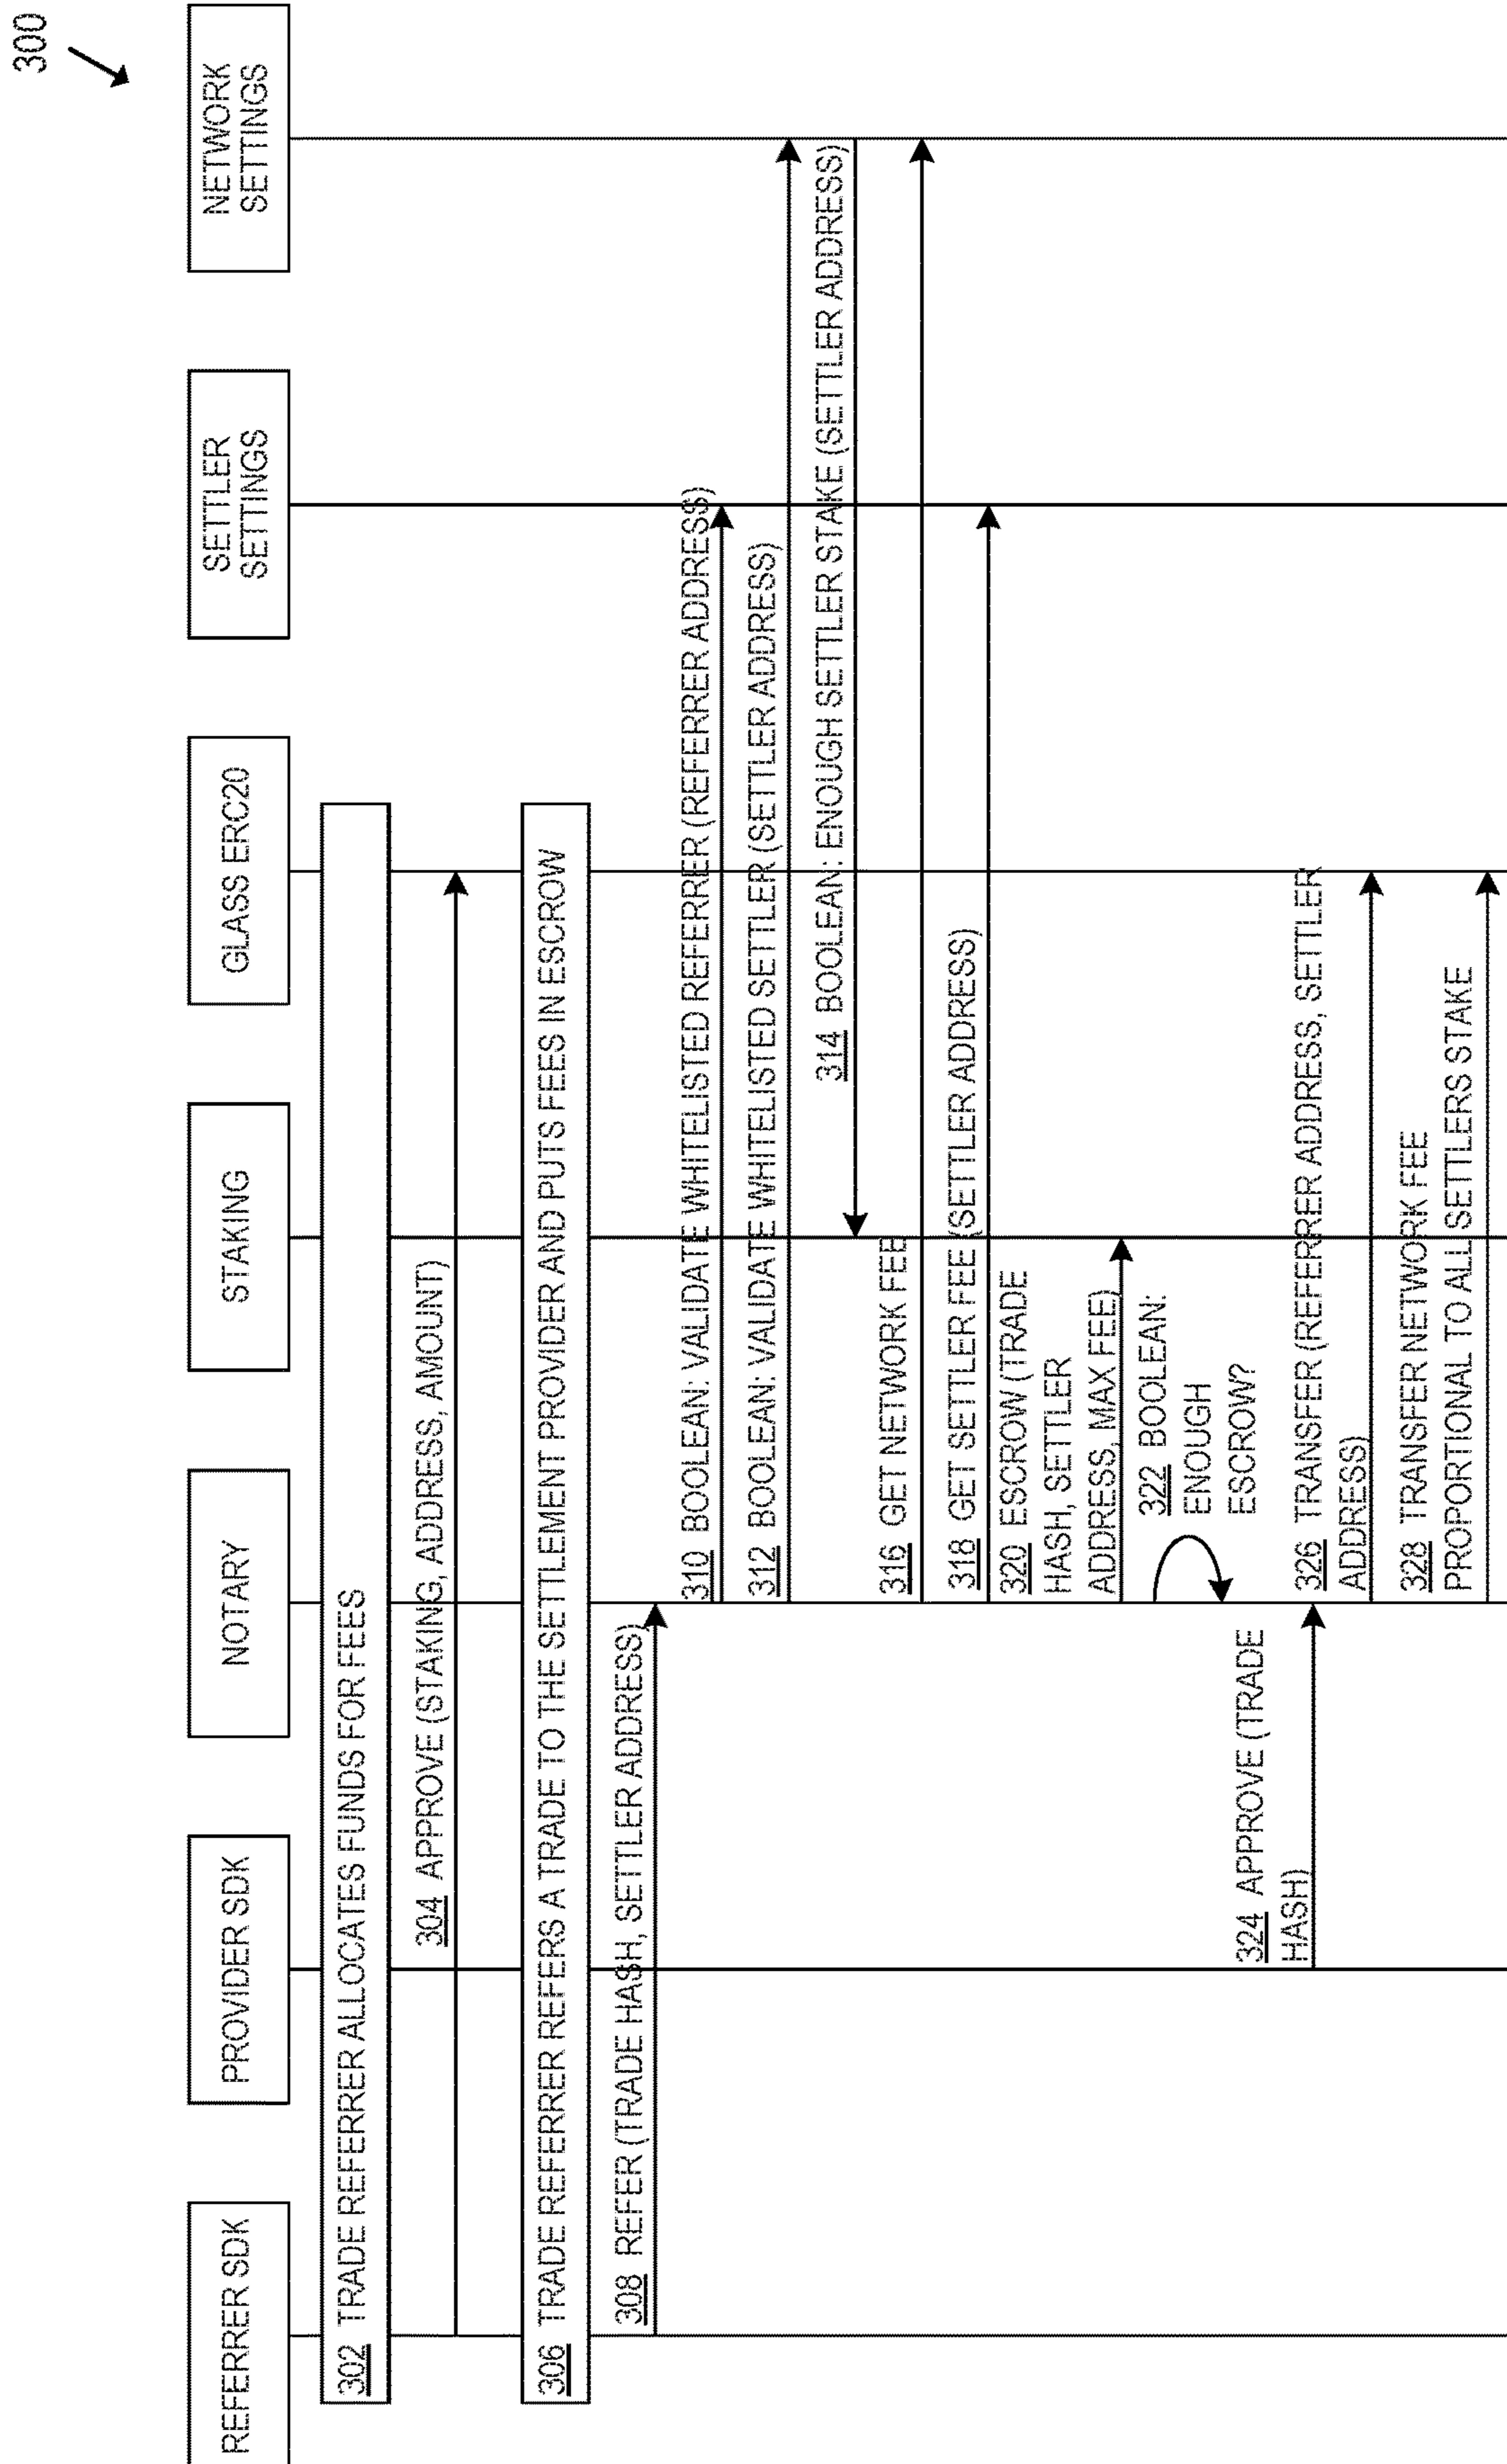 300
REFERRER SDK
PROVIDER SDK
NOTARY
STAKING
GLASS ERC20
SETTLER
SETTINGS
NETWORK
SETTINGS
302 TRADE REFERRER ALLOCATES FUNDS FOR FEES
304 APPROVE (STAKING, ADDRESS, AMOUNT)
306 TRADE REFERRER REFERS A TRADE TO THE SETTLEMENT PROVIDER AND PUTS FEES IN ESCROW
308 REFER (TRADE HASH, SETTLER ADDRESS)
310 BOOLEAN: VALIDATE WHITELISTED REFERRER (REFERRER ADDRESS)
312 BOOLEAN: VALIDATE WHITELISTED SETTLER (SETTLER ADDRESS)
314 BOOLEAN: ENOUGH SETTLER STAKE (SETTLER ADDRESS)
316 GET NETWORK FEE
318 GET SETTLER FEE (SETTLER ADDRESS)
320 ESCROW (TRADE
HASH, SETTLER
ADDRESS, MAX FEE)
322 BOOLEAN:
ENOUGH
ESCROW?
324 APPROVE (TRADE
HASH)
326 TRANSFER (REFERRER ADDRESS, SETTLER
ADDRESS)
328 TRANSFER NETWORK FEE
PROPORTIONAL TO ALL SETTLERS STAKE